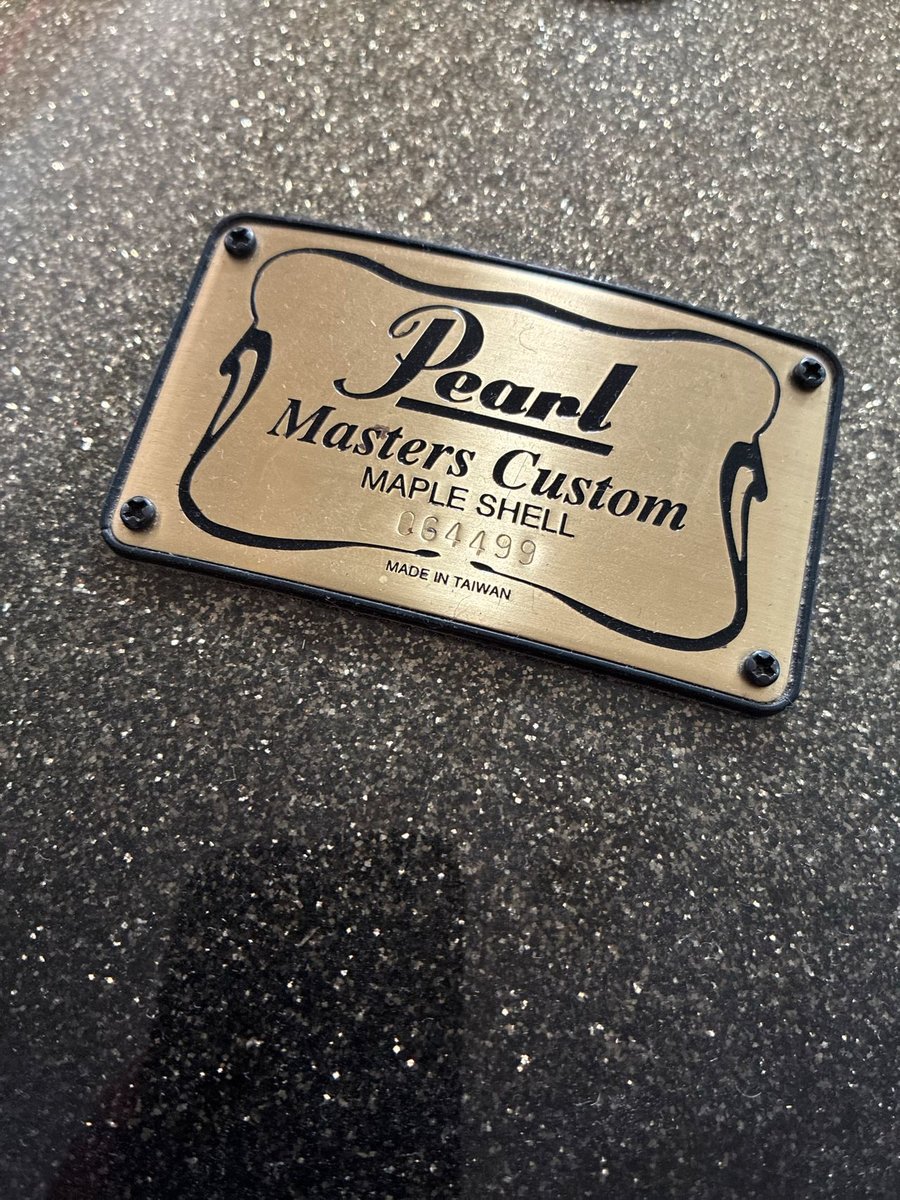 Pearl
Masters Custom
MAPLE SHELL
064499
MADE IN TAIWAN